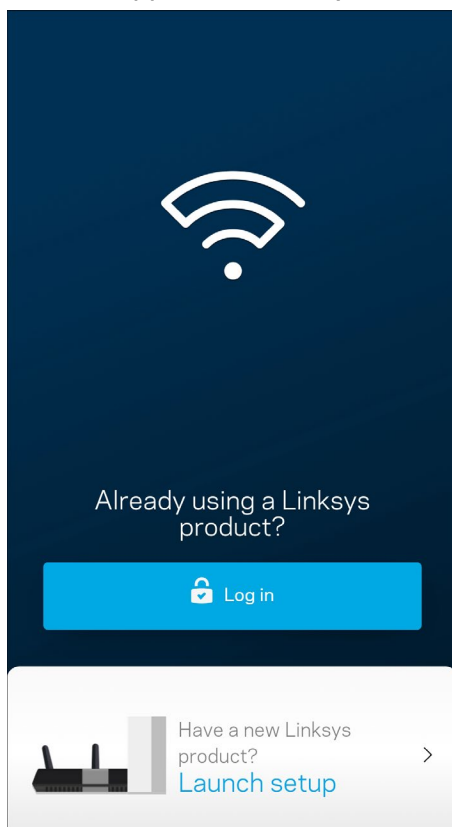 Already using a Linksys
product?
Log in
Have a new Linksys
product?
Launch setup